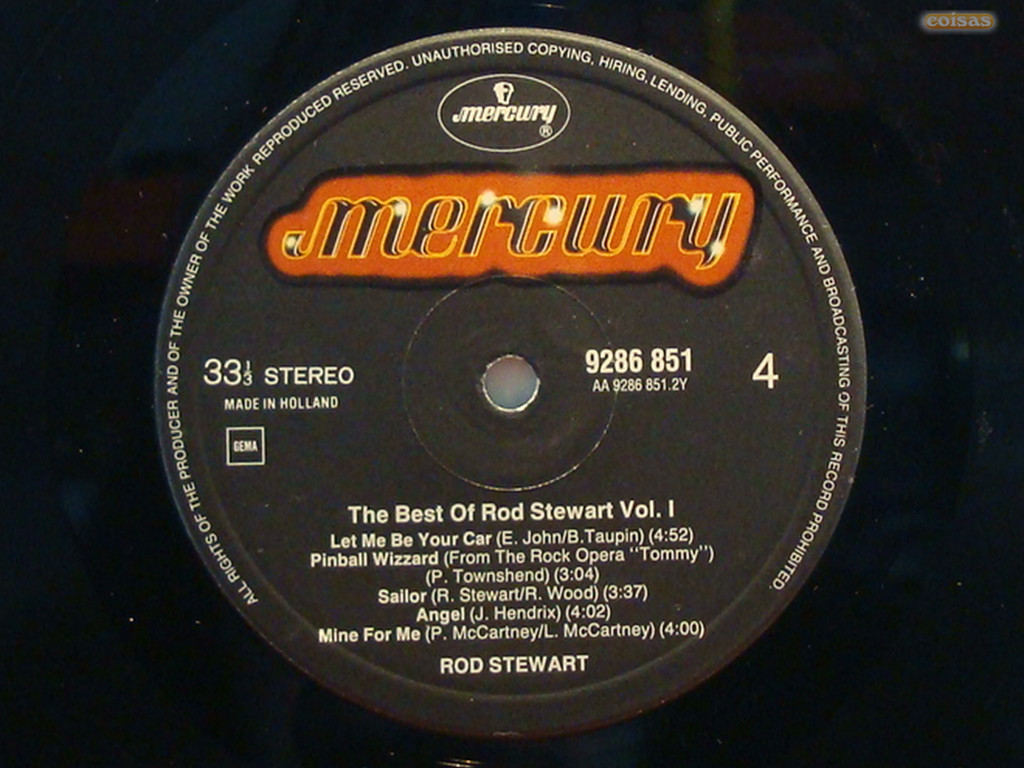 coisas
ALL RIGHTS OF THE PRODUCER AND OF THE OWNER OF THE WORK REPRODUCED RESERVED. UNAUTHORISED COPYING, HIRING, LENDING, PUBLIC PERFORMANCE AND BROADCASTING OF THIS RECORD PROHIBITED.
mercury ®
mercury
33⅓ STEREO
MADE IN HOLLAND
GEMA
9286 851
AA 9286 851.2Y
4
The Best Of Rod Stewart Vol. I
Let Me Be Your Car (E. John/B.Taupin) (4:52)
Pinball Wizzard (From The Rock Opera "Tommy")
(P. Townshend) (3:04)
Sailor (R. Stewart/R. Wood) (3:37)
Angel (J. Hendrix) (4:02)
Mine For Me (P. McCartney/L. McCartney) (4:00)
ROD STEWART